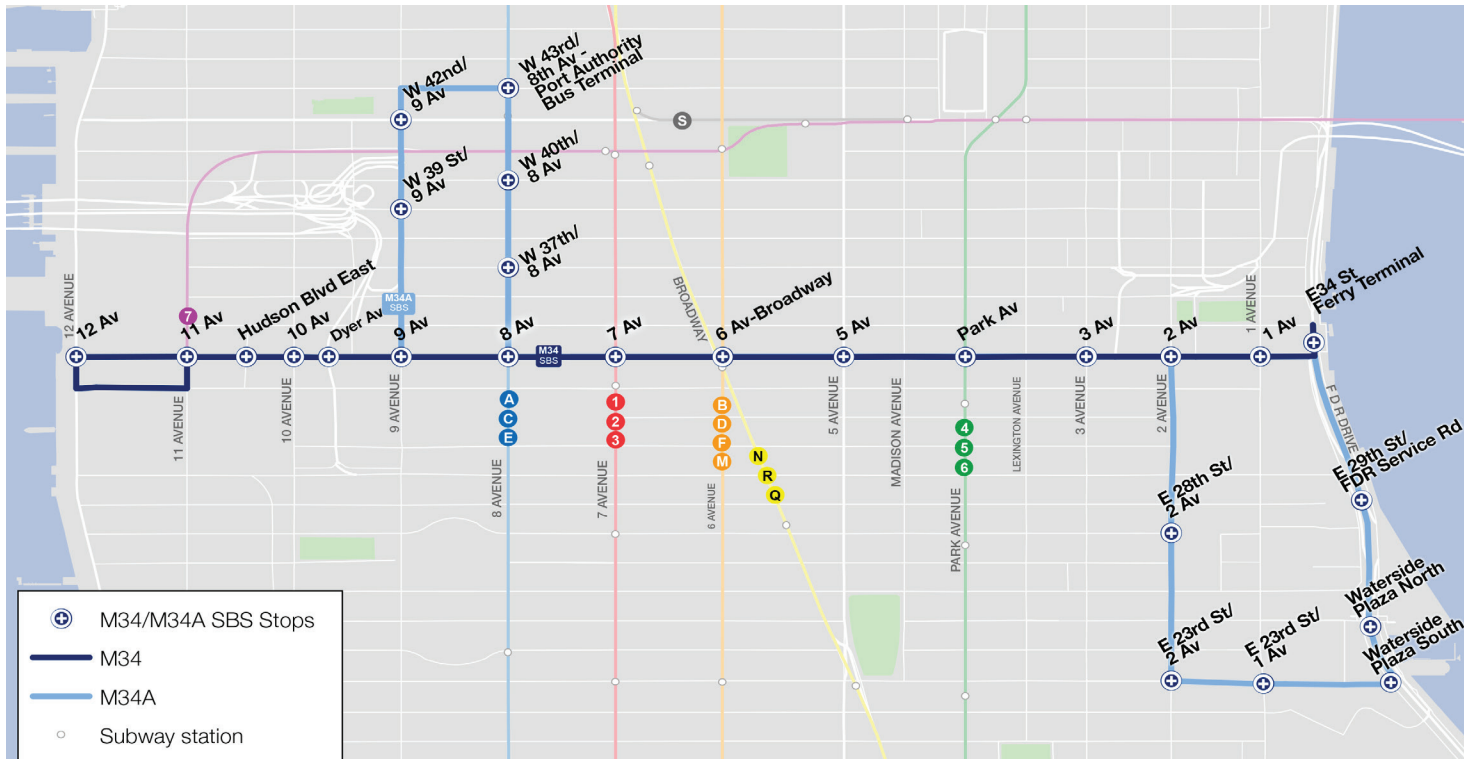 W 42nd/
9 Av
W 43rd/
8th Av -
Port Authority
Bus Terminal
S
W 39 St/
9 Av
W 40th/
8 Av
W 37th/
8 Av
12 AVENUE
12 Av
7
11 Av
Hudson Blvd East
10 Av
Dyer Av
M34A
SBS
9 Av
8 Av
M34
SBS
7 Av
BROADWAY
6 Av-Broadway
5 Av
Park Av
3 Av
2 Av
1 AVENUE
1 Av
E34 St
Ferry Terminal
11 AVENUE
10 AVENUE
9 AVENUE
A
C
E
8 AVENUE
1
2
3
7 AVENUE
B
D
F
M
6 AVENUE
N
R
Q
5 AVENUE
MADISON AVENUE
4
5
6
PARK AVENUE
LEXINGTON AVENUE
3 AVENUE
2 AVENUE
F D R DRIVE
E 29th St/
FDR Service Rd
E 28th St/
2 Av
E 23rd St/
2 Av
E 23rd St/
1 Av
Waterside
Plaza North
Waterside
Plaza South
M34/M34A SBS Stops
M34
M34A
Subway station